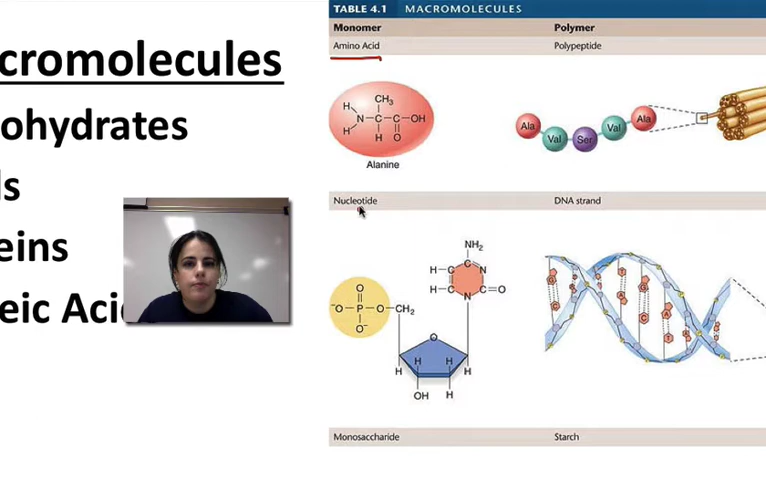 cromolecules
ohydrates
ls
eins
eic Aci
TABLE 4.1 MACROMOLECULES
Monomer Polymer
Amino Acid Polypeptide
CH3
H
N—C—C—OH
H
H O
Alanine
Ala Val Ser Val Ala
Nucleotide DNA strand
NH2
H—C C N
H—C N C=O
O
-O—P—O—CH2
O-
O
H H H H
OH H
Monosaccharide Starch